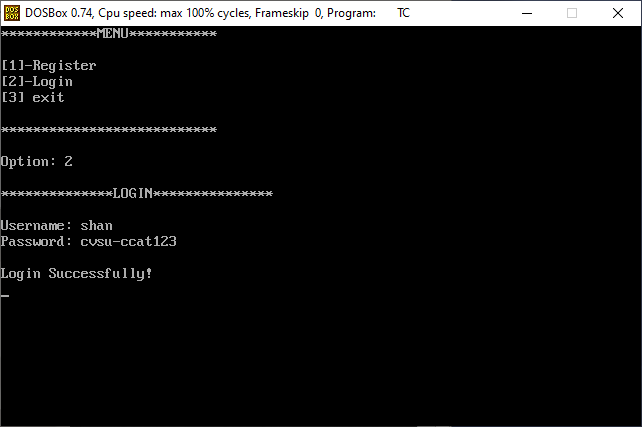 DOS BOX DOSBox 0.74, Cpu speed: max 100% cycles, Frameskip 0, Program: TC
************MENU***********
[1]-Register
[2]-Login
[3] exit
***************************
Option: 2
**************LOGIN***************
Username: shan
Password: cvsu-ccat123
Login Successfully!
_